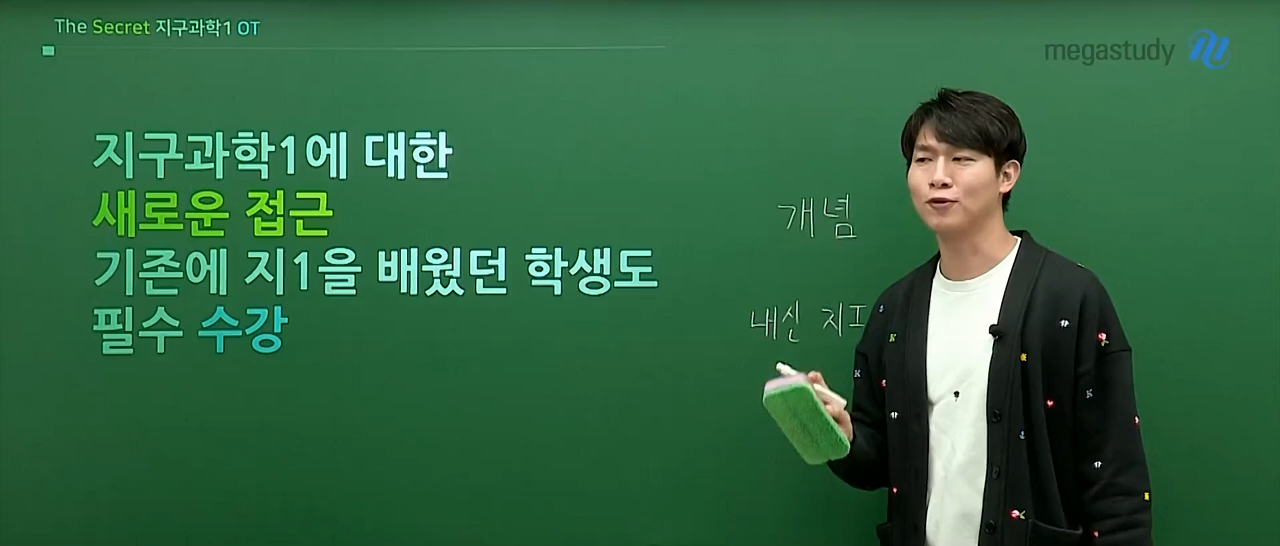 The Secret 지구과학1 OT
megastudy
지구과학1에 대한
새로운 접근
기존에 지1을 배웠던 학생도
필수 수강
개념
내신 지고